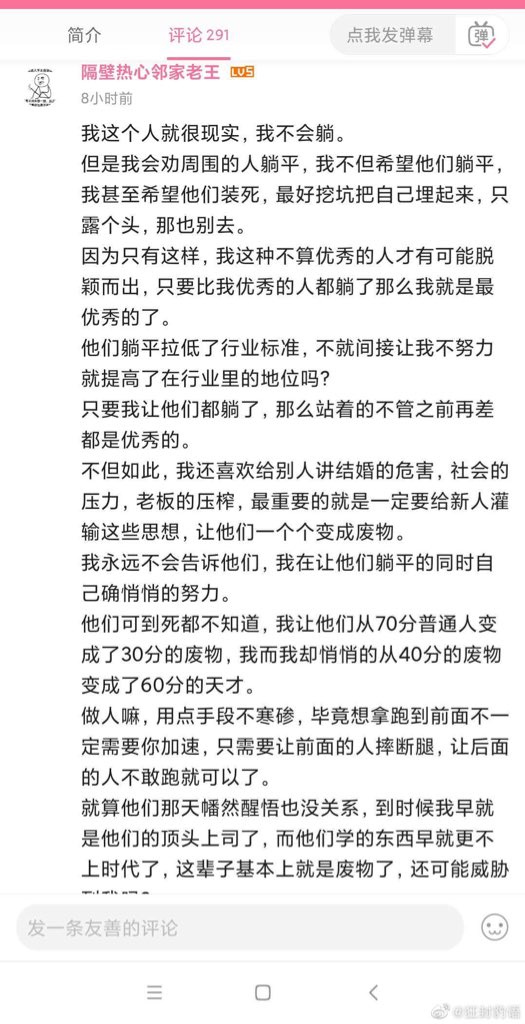 简介
评论 291
点我发弹幕
弹
隔壁热心邻家老王 LV5
8小时前
我这个人就很现实，我不会躺。
但是我会劝周围的人躺平，我不但希望他们躺平，
我甚至希望他们装死，最好挖坑把自己埋起来，只
露个头，那也别去。
因为只有这样，我这种不算优秀的人才有可能脱
颖而出，只要比我优秀的人都躺了那么我就是最
优秀的了。
他们躺平拉低了行业标准，不就间接让我不努力
就提高了在行业里的地位吗？
只要我让他们都躺了，那么站着的不管之前再差
都是优秀的。
不但如此，我还喜欢给别人讲结婚的危害，社会的
压力，老板的压榨，最重要的就是一定要给新人灌
输这些思想，让他们一个个变成废物。
我永远不会告诉他们，我在让他们躺平的同时自
己确悄悄的努力。
他们可到死都不知道，我让他们从70分普通人变
成了30分的废物，我而我却悄悄的从40分的废物
变成了60分的天才。
做人嘛，用点手段不寒碜，毕竟想拿跑到前面不一
定需要你加速，只需要让前面的人摔断腿，让后面
的人不敢跑就可以了。
就算他们那天幡然醒悟也没关系，到时候我早就
是他们的顶头上司了，而他们学的东西早就更不
上时代了，这辈子基本上就是废物了，还可能威胁
发一条友善的评论